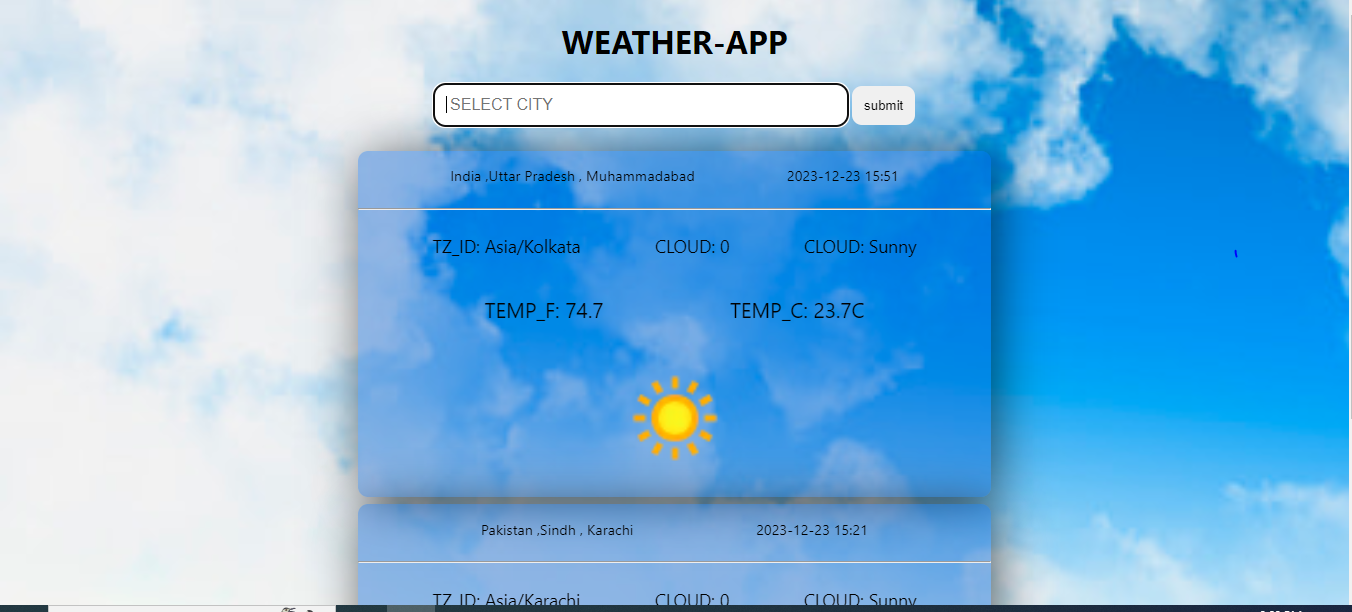 WEATHER-APP
SELECT CITY submit
India ,Uttar Pradesh , Muhammadabad 2023-12-23 15:51
TZ_ID: Asia/Kolkata CLOUD: 0 CLOUD: Sunny
TEMP_F: 74.7 TEMP_C: 23.7C
Pakistan ,Sindh , Karachi 2023-12-23 15:21
TZ_ID: Asia/Karachi CLOUD: 0 CLOUD: Sunny